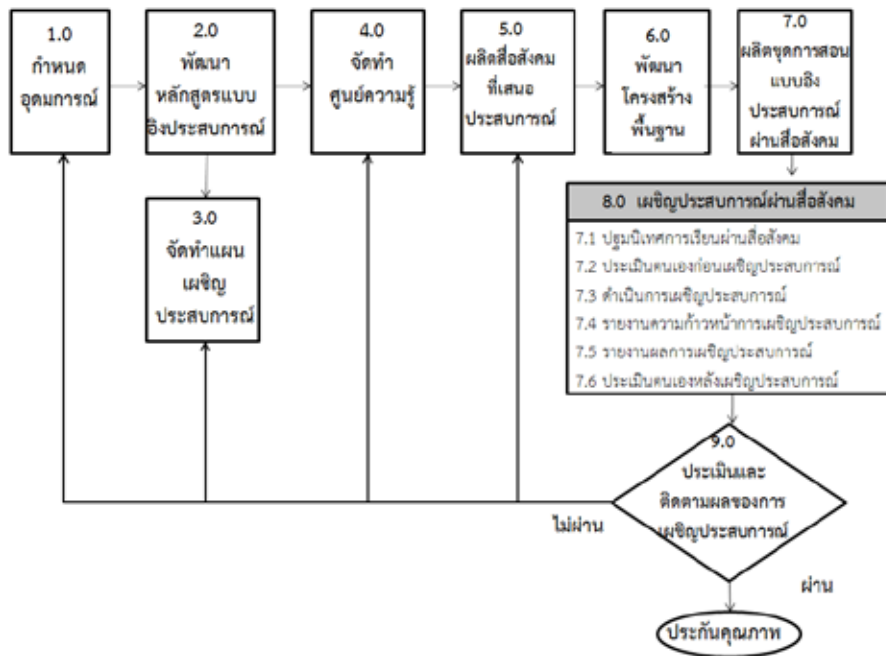 1.0
กำหนด
อุดมการณ์
2.0
พัฒนา
หลักสูตรแบบ
อิงประสบการณ์
4.0
จัดทำ
ศูนย์ความรู้
5.0
ผลิตสื่อสังคม
ที่เสนอ
ประสบการณ์
6.0
พัฒนา
โครงสร้าง
พื้นฐาน
7.0
ผลิตชุดการสอน
แบบอิง
ประสบการณ์
ผ่านสื่อสังคม
3.0
จัดทำแผน
เผชิญ
ประสบการณ์
8.0 เผชิญประสบการณ์ผ่านสื่อสังคม
7.1 ปฐมนิเทศการเรียนผ่านสื่อสังคม
7.2 ประเมินตนเองก่อนเผชิญประสบการณ์
7.3 ดำเนินการเผชิญประสบการณ์
7.4 รายงานความก้าวหน้าการเผชิญประสบการณ์
7.5 รายงานผลการเผชิญประสบการณ์
7.6 ประเมินตนเองหลังเผชิญประสบการณ์
9.0
ประเมินและ
ติดตามผลของการ
เผชิญประสบการณ์
ไม่ผ่าน
ผ่าน
ประกันคุณภาพ